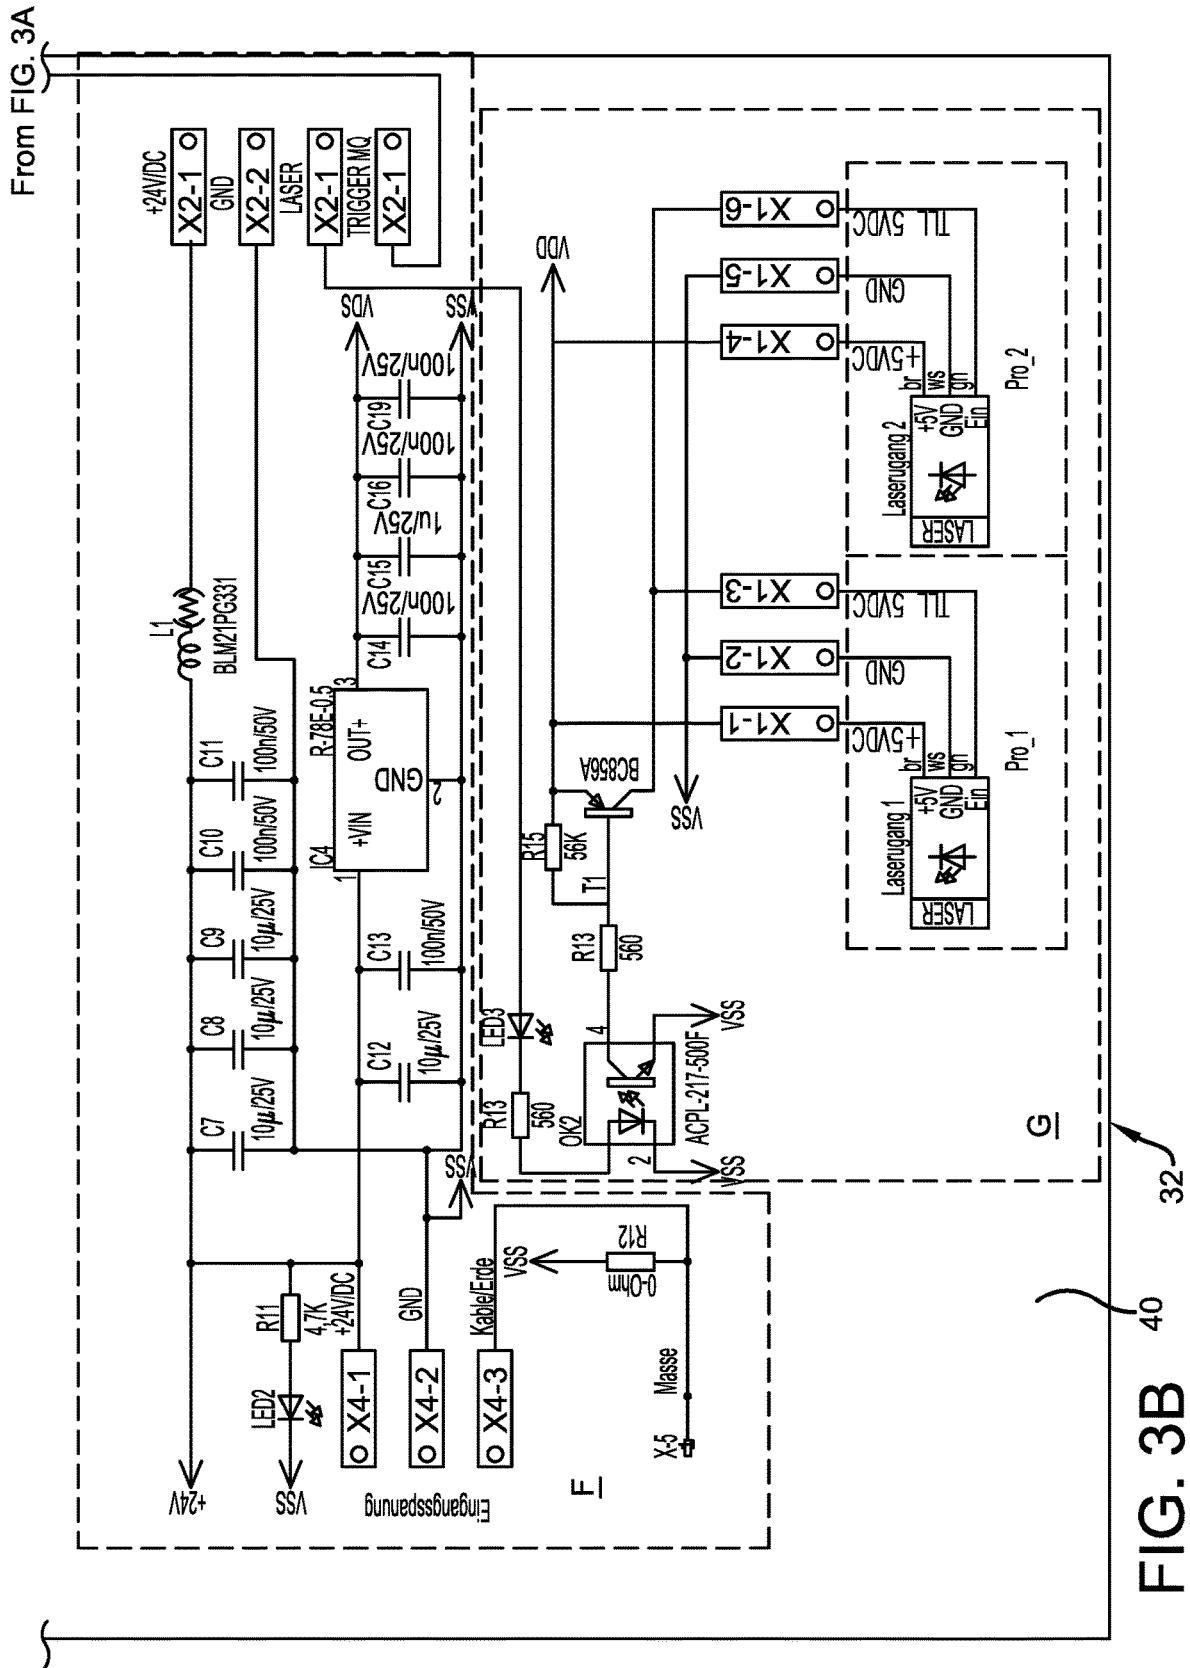 From FIG. 3A
+24V/DC
X2-1
GND
X2-2
LASER
X2-1
TRIGGER MQ
X2-1
L1
BLM21PG331
C7
10µ/25V
C8
10µ/25V
C9
10µ/25V
C10
100n/50V
C11
100n/50V
+24V
VSS
LED2
R11
4,7K
+24V/DC
X4-1
GND
X4-2
Kable/Erde
X4-3
Eingangsspanung
VSS
C12
10µ/25V
C13
100n/50V
IC4
R-78E-0.5
1
+VIN
OUT+
3
GND
2
C14
100n/25V
C15
1u/25V
C16
100n/25V
C19
100n/25V
VDS
VSS
VSS
R12
0-Ohm
Masse
X-5
F
R13
560
LED3
OK2
2
4
ACPL-217-500F
VSS
VSS
R13
560
T1
R15
56K
BC856A
VDD
VSS
X1-1
X1-2
X1-3
X1-4
X1-5
X1-6
+5VDC
GND
TLL 5VDC
+5VDC
GND
TLL 5VDC
br
ws
gn
+5V
GND
Ein
Laserugang 1
LASER
Pro_1
br
ws
gn
+5V
GND
Ein
Laserugang 2
LASER
Pro_2
G
32
40
FIG. 3B